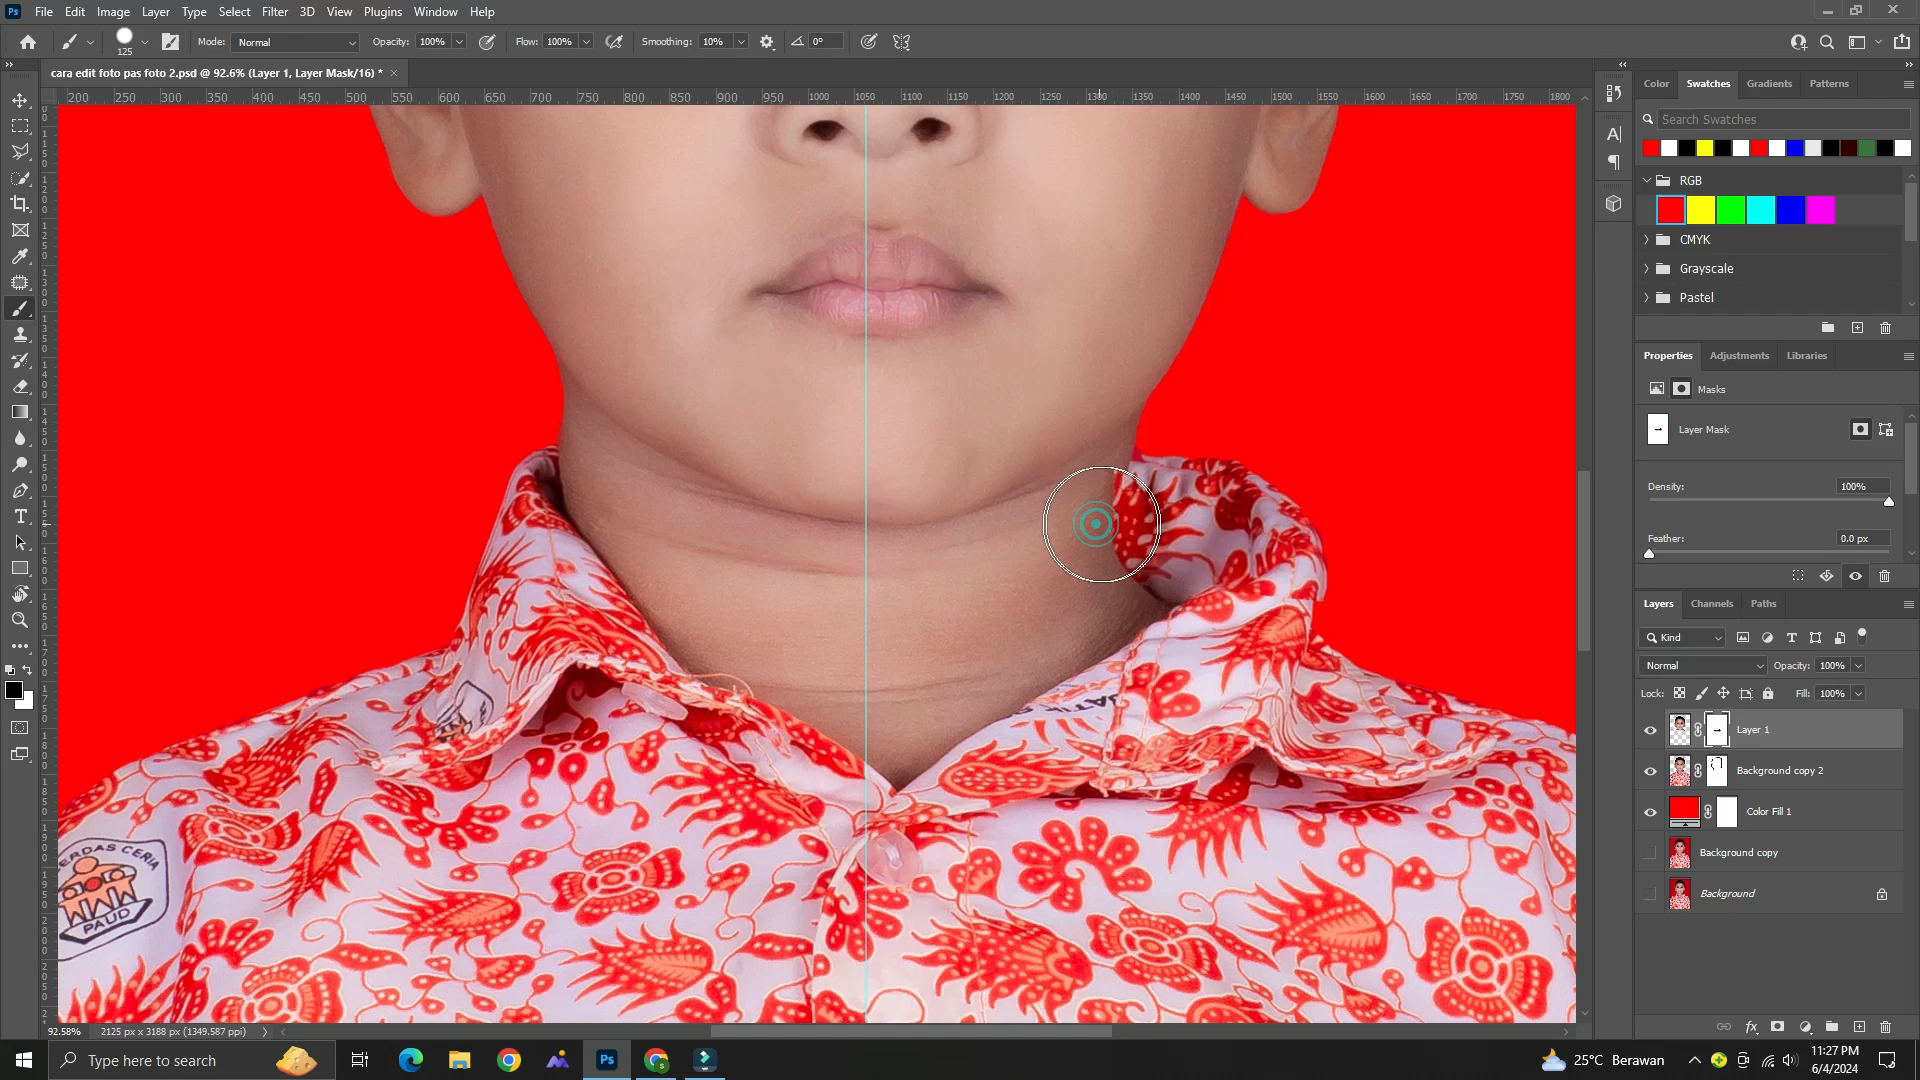 Ps File Edit Image Layer Type Select Filter 3D View Plugins Window Help
125 Mode: Normal Opacity: 100% Flow: 100% Smoothing: 10% 0°
cara edit foto pas foto 2.psd @ 92.6% (Layer 1, Layer Mask/16) * ×
200 250 300 350 400 450 500 550 600 650 700 750 800 850 900 950 1000 1050 1100 1150 1200 1250 1300 1350 1400 1450 1500 1550 1600 1650 1700 1750 1800
Color Swatches Gradients Patterns
Search Swatches
RGB
CMYK
Grayscale
Pastel
Properties Adjustments Libraries
Masks
Layer Mask
Density: 100%
Feather: 0.0 px
Layers Channels Paths
Kind
Normal Opacity: 100%
Lock: Fill: 100%
Layer 1
Background copy 2
Color Fill 1
Background copy
Background
ERDAS CERIA
PAUD
92.58% 2125 px x 3188 px (1349.587 ppi)
Type here to search
Ps
25°C Berawan
11:27 PM
6/4/2024